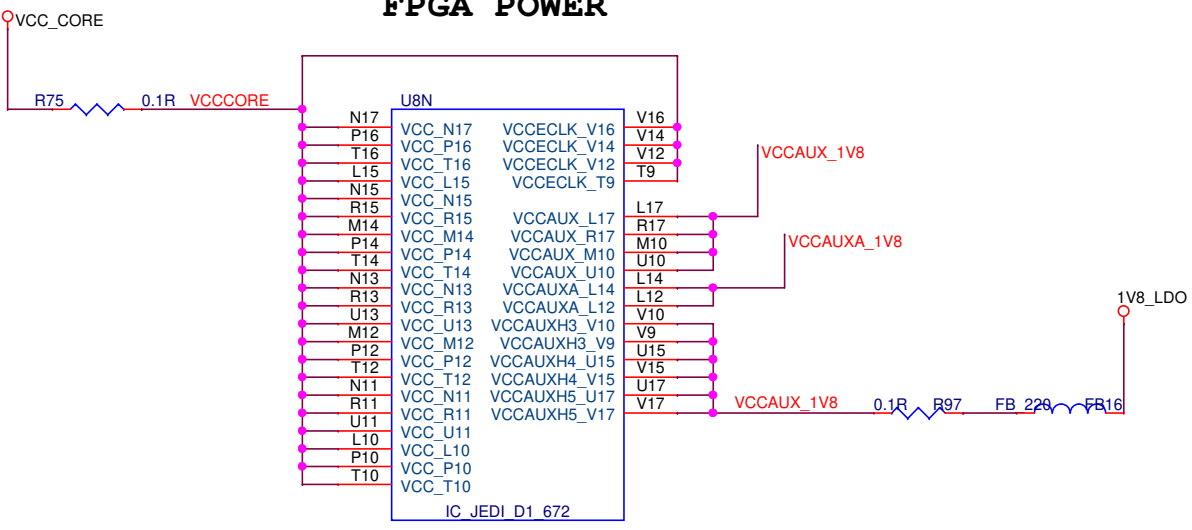 FPGA POWER
VCC_CORE
R75 0.1R VCCCORE
U8N
N17 VCC_N17 VCCECLK_V16 V16
P16 VCC_P16 VCCECLK_V14 V14
T16 VCC_T16 VCCECLK_V12 V12
L15 VCC_L15 VCCECLK_T9 T9
N15 VCC_N15
R15 VCC_R15 VCCAUX_L17 L17
M14 VCC_M14 VCCAUX_R17 R17
P14 VCC_P14 VCCAUX_M10 M10
T14 VCC_T14 VCCAUX_U10 U10
N13 VCC_N13 VCCAUXA_L14 L14
R13 VCC_R13 VCCAUXA_L12 L12
U13 VCC_U13 VCCAUXH3_V10 V10
M12 VCC_M12 VCCAUXH3_V9 V9
P12 VCC_P12 VCCAUXH4_U15 U15
T12 VCC_T12 VCCAUXH4_V15 V15
N11 VCC_N11 VCCAUXH5_U17 U17
R11 VCC_R11 VCCAUXH5_V17 V17
U11 VCC_U11
L10 VCC_L10
P10 VCC_P10
T10 VCC_T10
IC_JEDI_D1_672
VCCAUX_1V8
VCCAUXA_1V8
1V8_LDO
VCCAUX_1V8 0.1R R97 FB_220 FB16